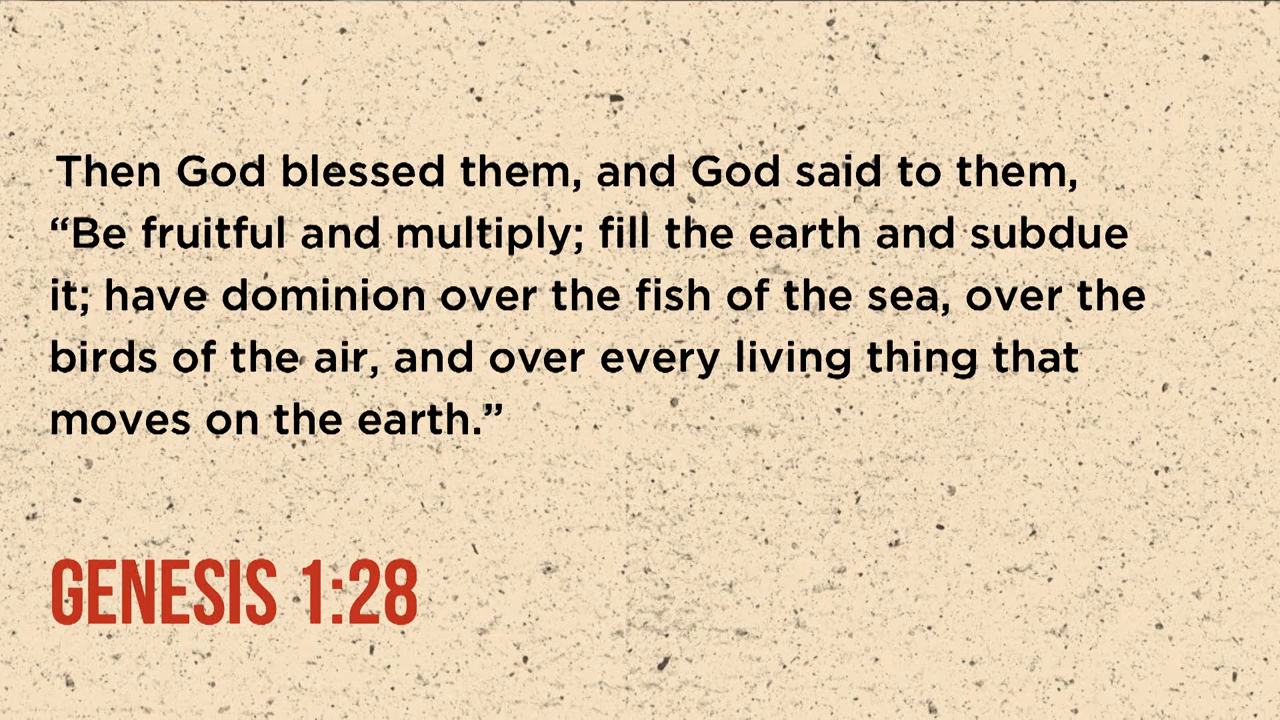 Then God blessed them, and God said to them,
“Be fruitful and multiply; fill the earth and subdue
it; have dominion over the fish of the sea, over the
birds of the air, and over every living thing that
moves on the earth.”
GENESIS 1:28